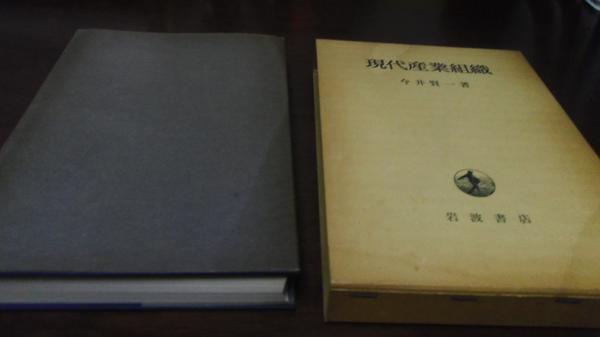 現代産業組織
今井賢一著
岩波書店